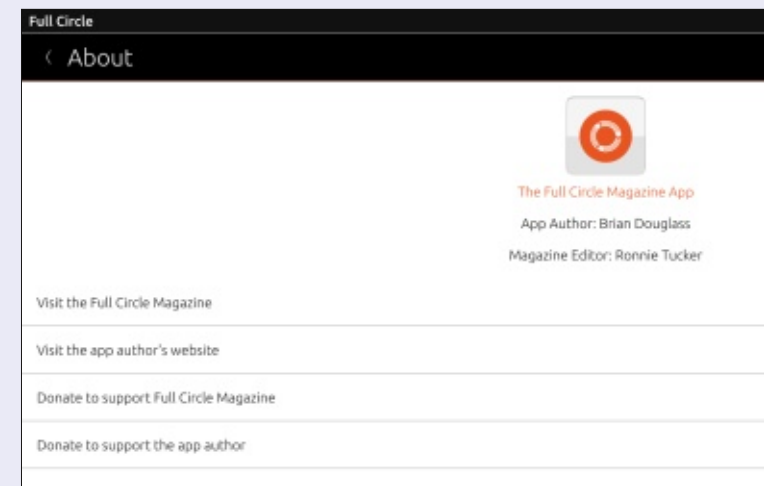 Full Circle
About
The Full Circle Magazine App
App Author: Brian Douglass
Magazine Editor: Ronnie Tucker
Visit the Full Circle Magazine
Visit the app author's website
Donate to support Full Circle Magazine
Donate to support the app author